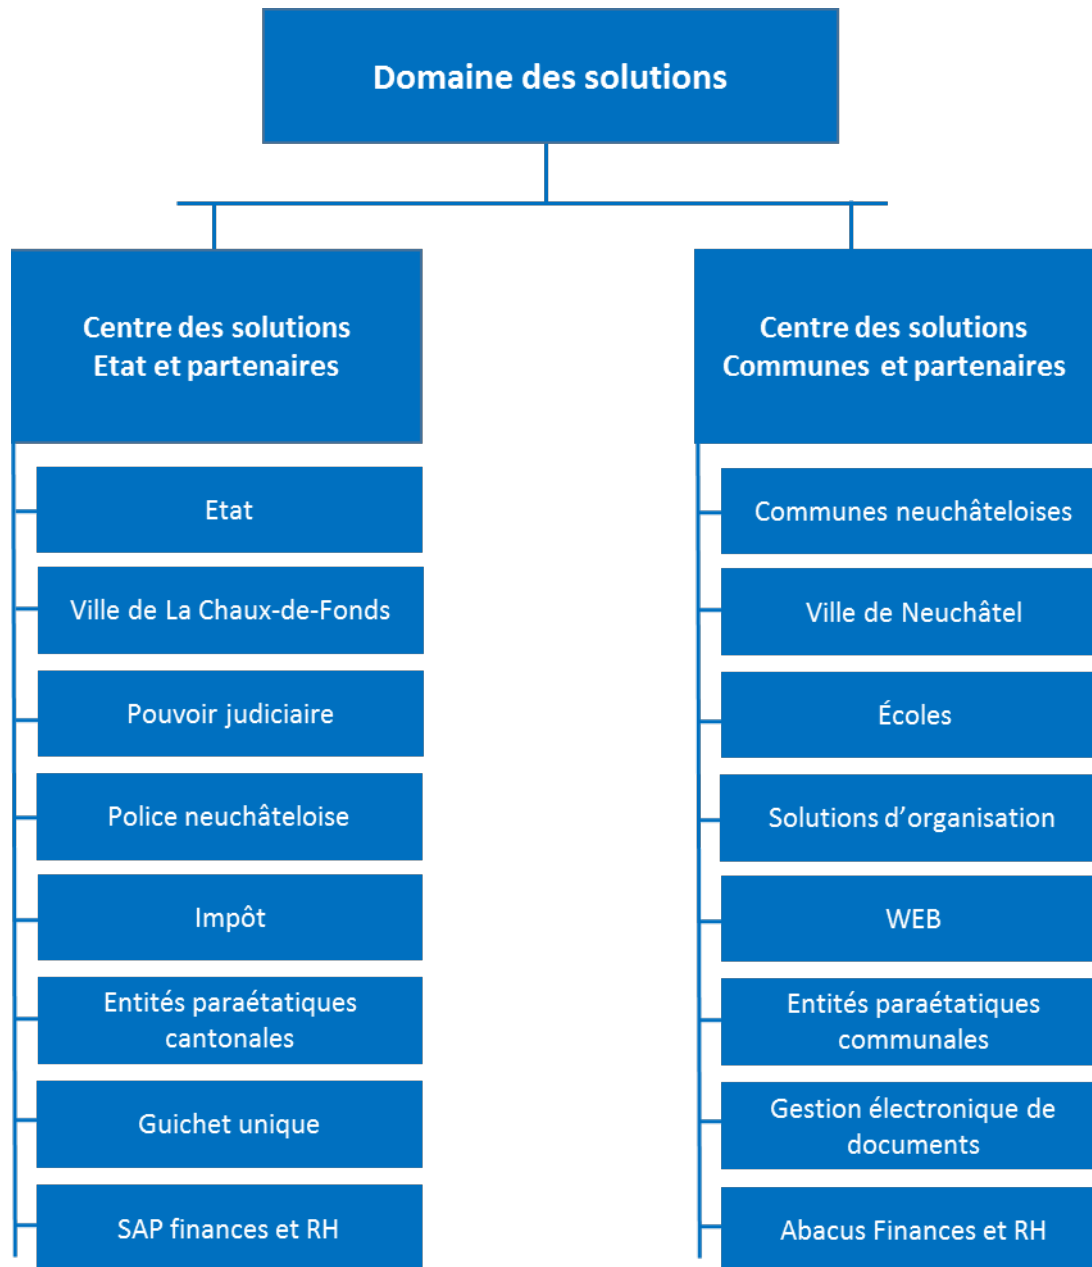 Domaine des solutions
Centre des solutions
Etat et partenaires
Etat
Ville de La Chaux-de-Fonds
Pouvoir judiciaire
Police neuchâteloise
Impôt
Entités paraétatiques
cantonales
Guichet unique
SAP finances et RH
Centre des solutions
Communes et partenaires
Communes neuchâteloises
Ville de Neuchâtel
Écoles
Solutions d’organisation
WEB
Entités paraétatiques
communales
Gestion électronique de
documents
Abacus Finances et RH